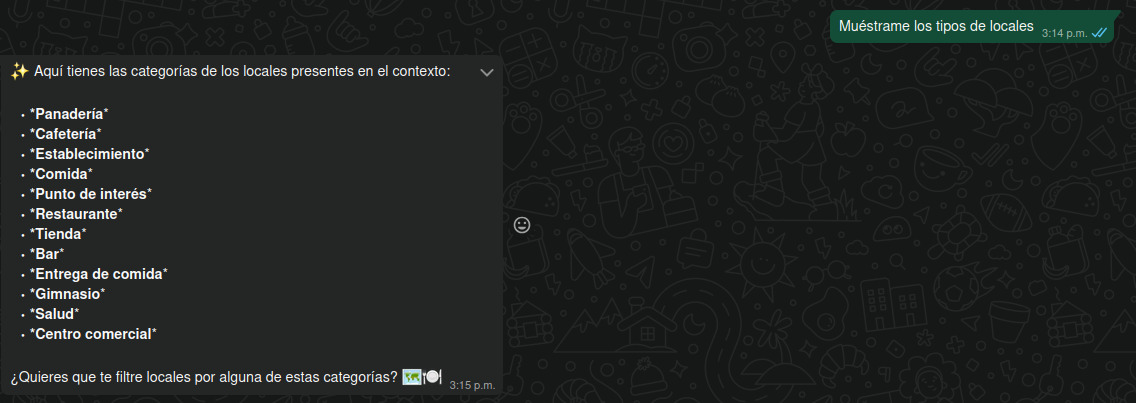 Muéstrame los tipos de locales
3:14 p.m.
✨ Aquí tienes las categorías de los locales presentes en el contexto:
• *Panadería*
• *Cafetería*
• *Establecimiento*
• *Comida*
• *Punto de interés*
• *Restaurante*
• *Tienda*
• *Bar*
• *Entrega de comida*
• *Gimnasio*
• *Salud*
• *Centro comercial*
¿Quieres que te filtre locales por alguna de estas categorías? 🗺️🍽️
3:15 p.m.